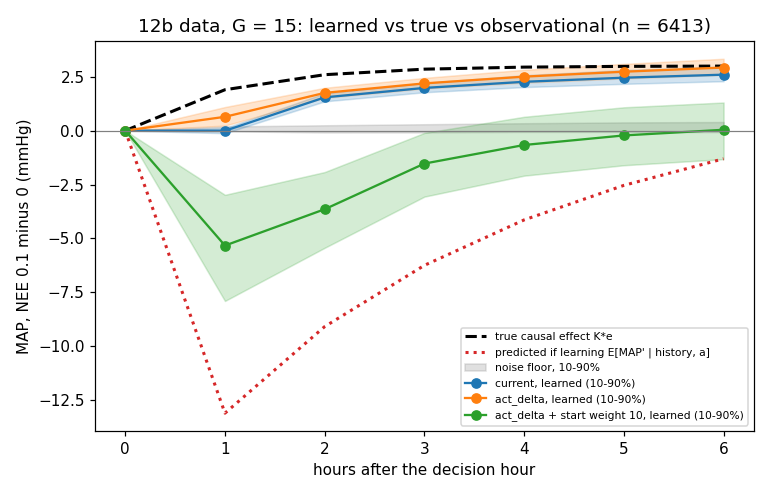 12b data, G = 15: learned vs true vs observational (n = 6413)
MAP, NEE 0.1 minus 0 (mmHg)
2.5
0.0
−2.5
−5.0
−7.5
−10.0
−12.5
true causal effect K*e
predicted if learning E[MAP' | history, a]
noise floor, 10-90%
current, learned (10-90%)
act_delta, learned (10-90%)
act_delta + start weight 10, learned (10-90%)
0 1 2 3 4 5 6
hours after the decision hour